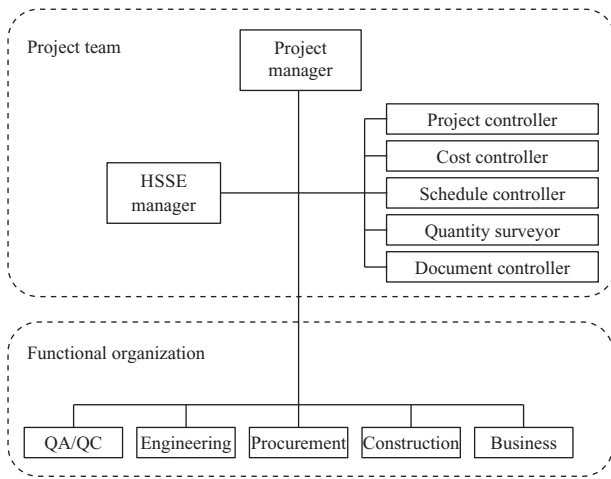 Project team
Project
manager
Project controller
Cost controller
HSSE
manager
Schedule controller
Quantity surveyor
Document controller
Functional organization
QA/QC
Engineering
Procurement
Construction
Business